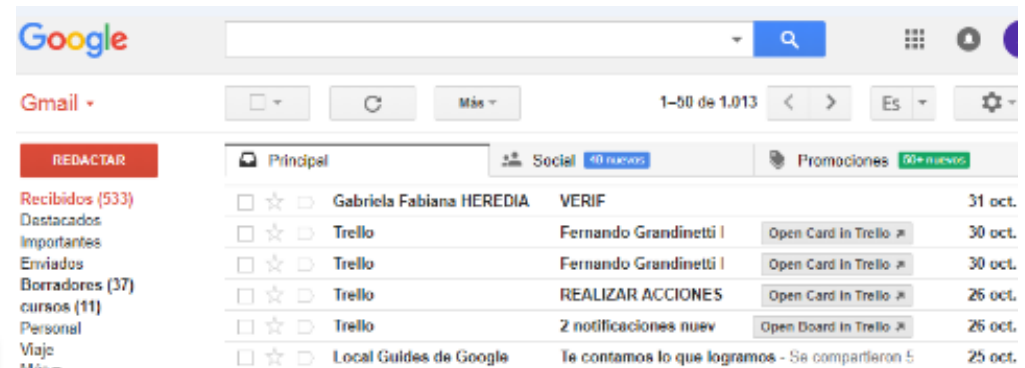 Google
Gmail
Más
1–50 de 1.013
Es
REDACTAR
Principal
Social 40 nuevos
Promociones 50+ nuevos
Recibidos (533)
Destacados
Importantes
Enviados
Borradores (37)
cursos (11)
Personal
Viaje
Gabriela Fabiana HEREDIA VERIF 31 oct.
Trello Fernando Grandinetti Open Card in Trello 30 oct.
Trello Fernando Grandinetti Open Card in Trello 30 oct.
Trello REALIZAR ACCIONES Open Card in Trello 26 oct.
Trello 2 notificaciones nuev Open Board in Trello 26 oct.
Local Guides de Google Te contamos lo que logramos - Se compartieron 5 25 oct.